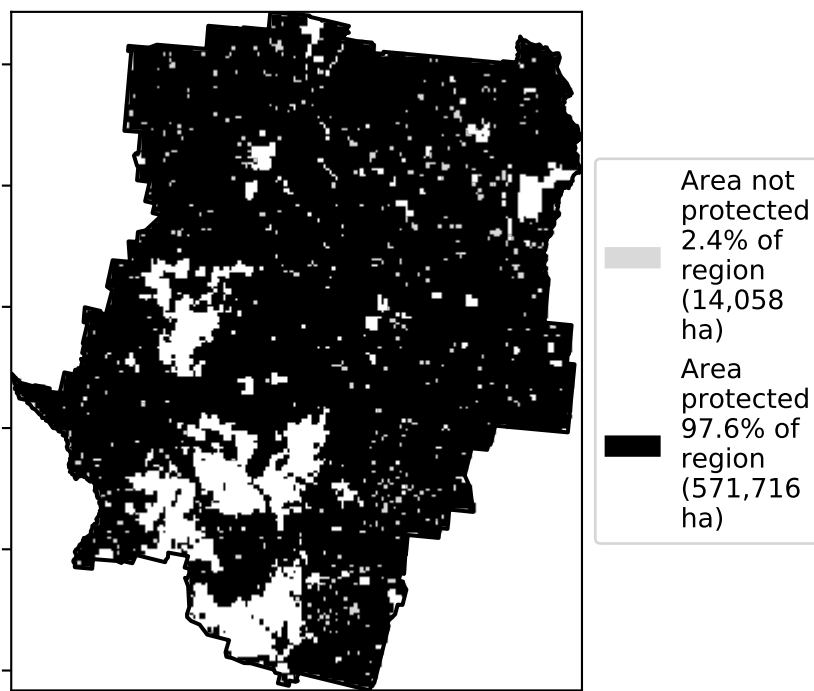 Area not
protected
2.4% of
region
(14,058
ha)
Area
protected
97.6% of
region
(571,716
ha)